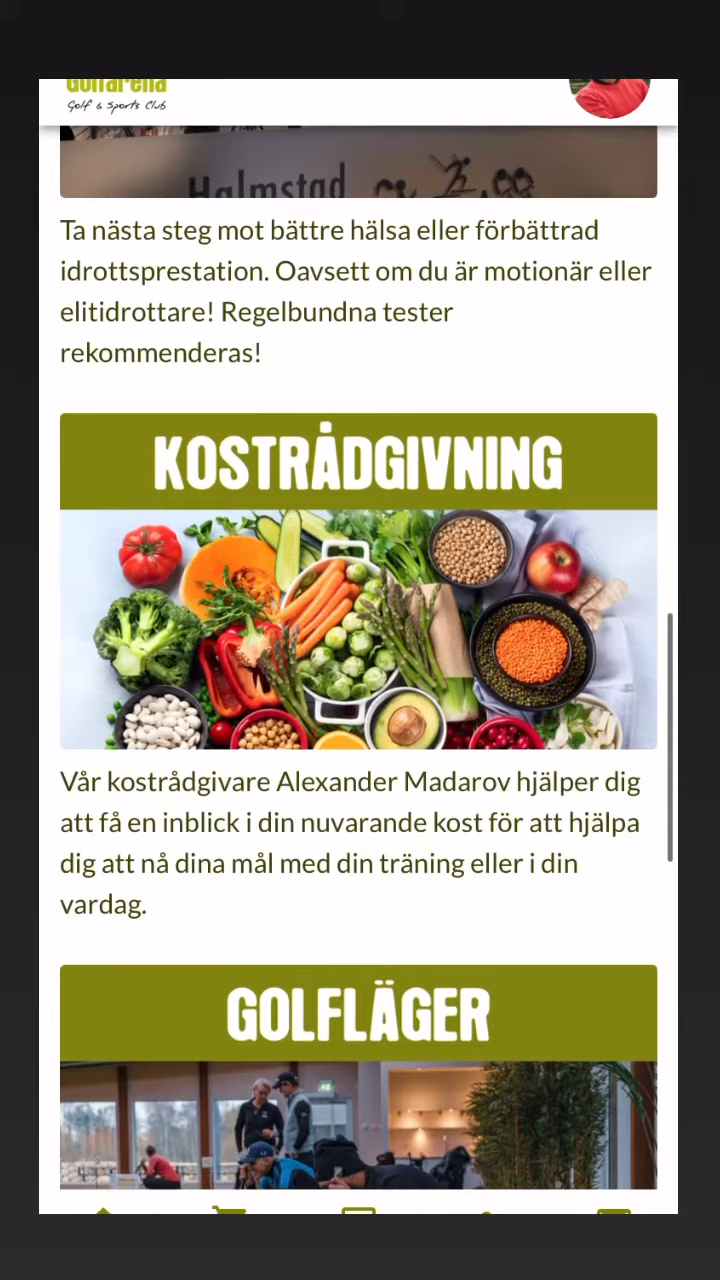 Golfarena
Golf & Sports Club
Halmstad
Ta nästa steg mot bättre hälsa eller förbättrad
idrottsprestation. Oavsett om du är motionär eller
elitidrottare! Regelbundna tester
rekommenderas!
KOSTRÅDGIVNING
Vår kostrådgivare Alexander Madarov hjälper dig
att få en inblick i din nuvarande kost för att hjälpa
dig att nå dina mål med din träning eller i din
vardag.
GOLFLÄGER